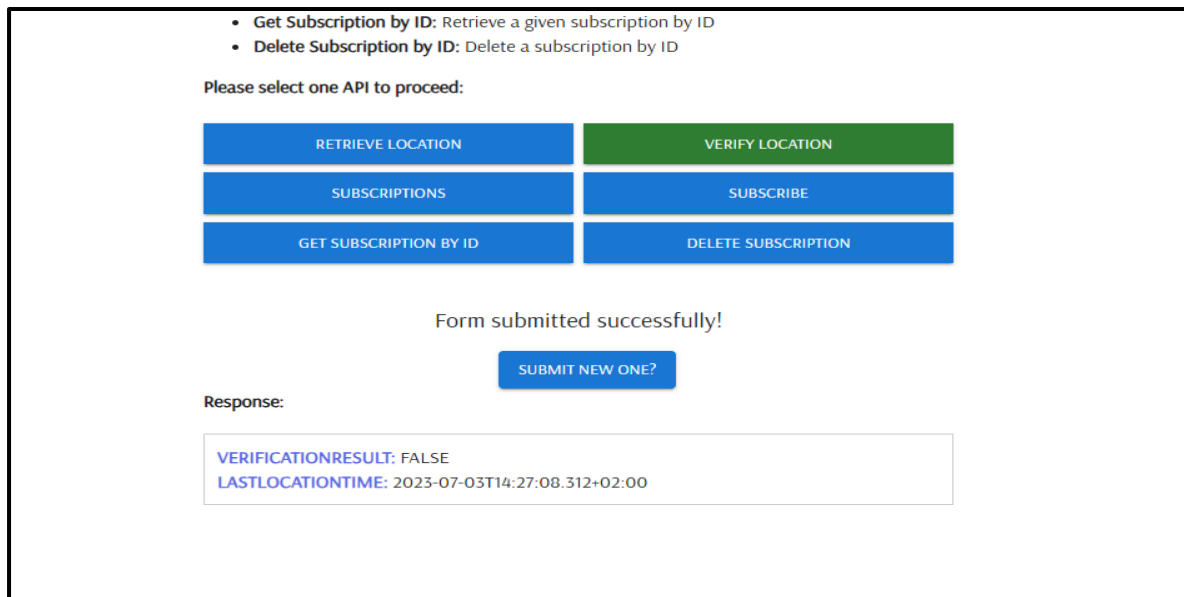 • Get Subscription by ID: Retrieve a given subscription by ID
• Delete Subscription by ID: Delete a subscription by ID
Please select one API to proceed:
RETRIEVE LOCATION
VERIFY LOCATION
SUBSCRIPTIONS
SUBSCRIBE
GET SUBSCRIPTION BY ID
DELETE SUBSCRIPTION
Form submitted successfully!
SUBMIT NEW ONE?
Response:
VERIFICATIONRESULT: FALSE
LASTLOCATIONTIME: 2023-07-03T14:27:08.312+02:00